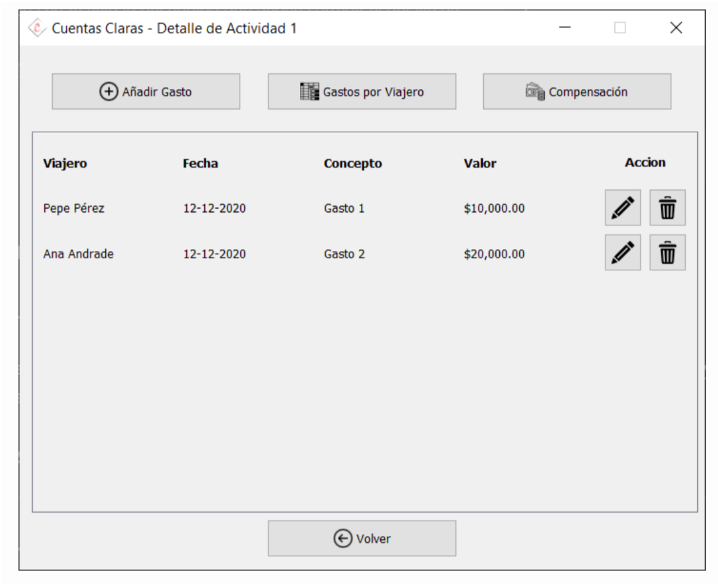 Cuentas Claras - Detalle de Actividad 1
Añadir Gasto Gastos por Viajero Compensación
Viajero Fecha Concepto Valor Accion
Pepe Pérez 12-12-2020 Gasto 1 $10,000.00
Ana Andrade 12-12-2020 Gasto 2 $20,000.00
Volver